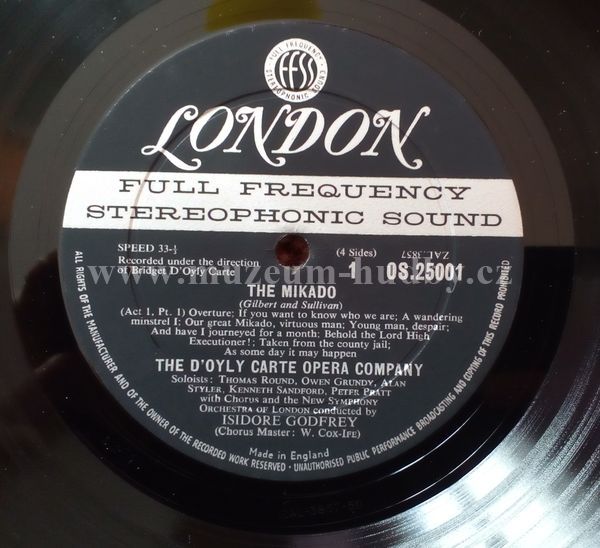 FULL FREQUENCY
STEREOPHONIC SOUND
FFSS
LONDON
FULL FREQUENCY
STEREOPHONIC SOUND
SPEED 33-⅓
(4 Sides)
ZAL.3857
Recorded under the direction
of Bridget D'Oyly Carte
1 OS.25001
www.muzeum-hudby.cz
THE MIKADO
(Gilbert and Sullivan)
(Act 1, Pt. 1) Overture; If you want to know who we are; A wandering
minstrel I; Our great Mikado, virtuous man; Young man, despair;
And have I journeyed for a month; Behold the Lord High
Executioner!; Taken from the county jail;
As some day it may happen
THE D'OYLY CARTE OPERA COMPANY
Soloists: THOMAS ROUND, OWEN GRUNDY, ALAN
STYLER, KENNETH SANDFORD, PETER PRATT
with Chorus and the NEW SYMPHONY
ORCHESTRA OF LONDON conducted by
ISIDORE GODFREY
(Chorus Master: W. COX-IFE)
Made in England
ALL RIGHTS OF THE MANUFACTURER AND OF THE OWNER OF THE RECORDED WORK RESERVED · UNAUTHORISED PUBLIC PERFORMANCE BROADCASTING AND COPYING OF THIS RECORD PROHIBITED